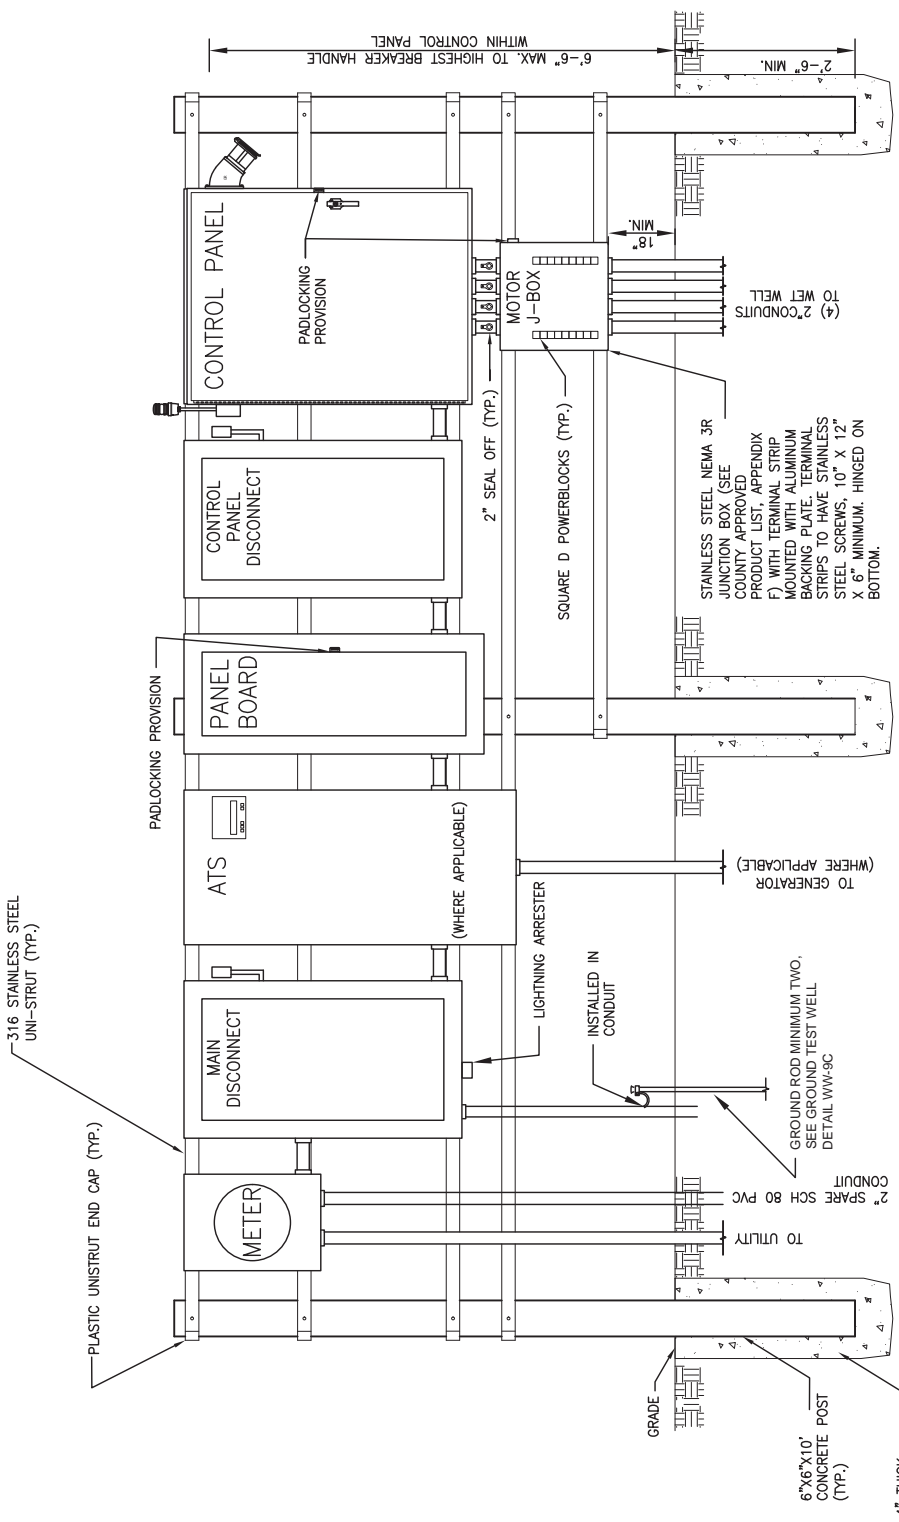 316 STAINLESS STEEL
UNI-STRUT (TYP.)
PLASTIC UNISTRUT END CAP (TYP.)
PADLOCKING PROVISION
METER
MAIN
DISCONNECT
ATS
(WHERE APPLICABLE)
PANEL
BOARD
CONTROL
PANEL
DISCONNECT
CONTROL PANEL
PADLOCKING
PROVISION
6'-6" MAX. TO HIGHEST BREAKER HANDLE
WITHIN CONTROL PANEL
2'-6" MIN.
18"
MIN.
MOTOR
J-BOX
2" SEAL OFF (TYP.)
SQUARE D POWERBLOCKS (TYP.)
(4) 2"CONDUITS
TO WET WELL
STAINLESS STEEL NEMA 3R
JUNCTION BOX (SEE
COUNTY APPROVED
PRODUCT LIST, APPENDIX
F) WITH TERMINAL STRIP
MOUNTED WITH ALUMINUM
BACKING PLATE. TERMINAL
STRIPS TO HAVE STAINLESS
STEEL SCREWS, 10" X 12"
X 6" MINIMUM. HINGED ON
BOTTOM.
LIGHTNING ARRESTER
INSTALLED IN
CONDUIT
TO GENERATOR
(WHERE APPLICABLE)
GROUND ROD MINIMUM TWO,
SEE GROUND TEST WELL
DETAIL WW-9C
2" SPARE SCH 80 PVC
CONDUIT
TO UTILITY
GRADE
6"X6"X10'
CONCRETE POST
(TYP.)